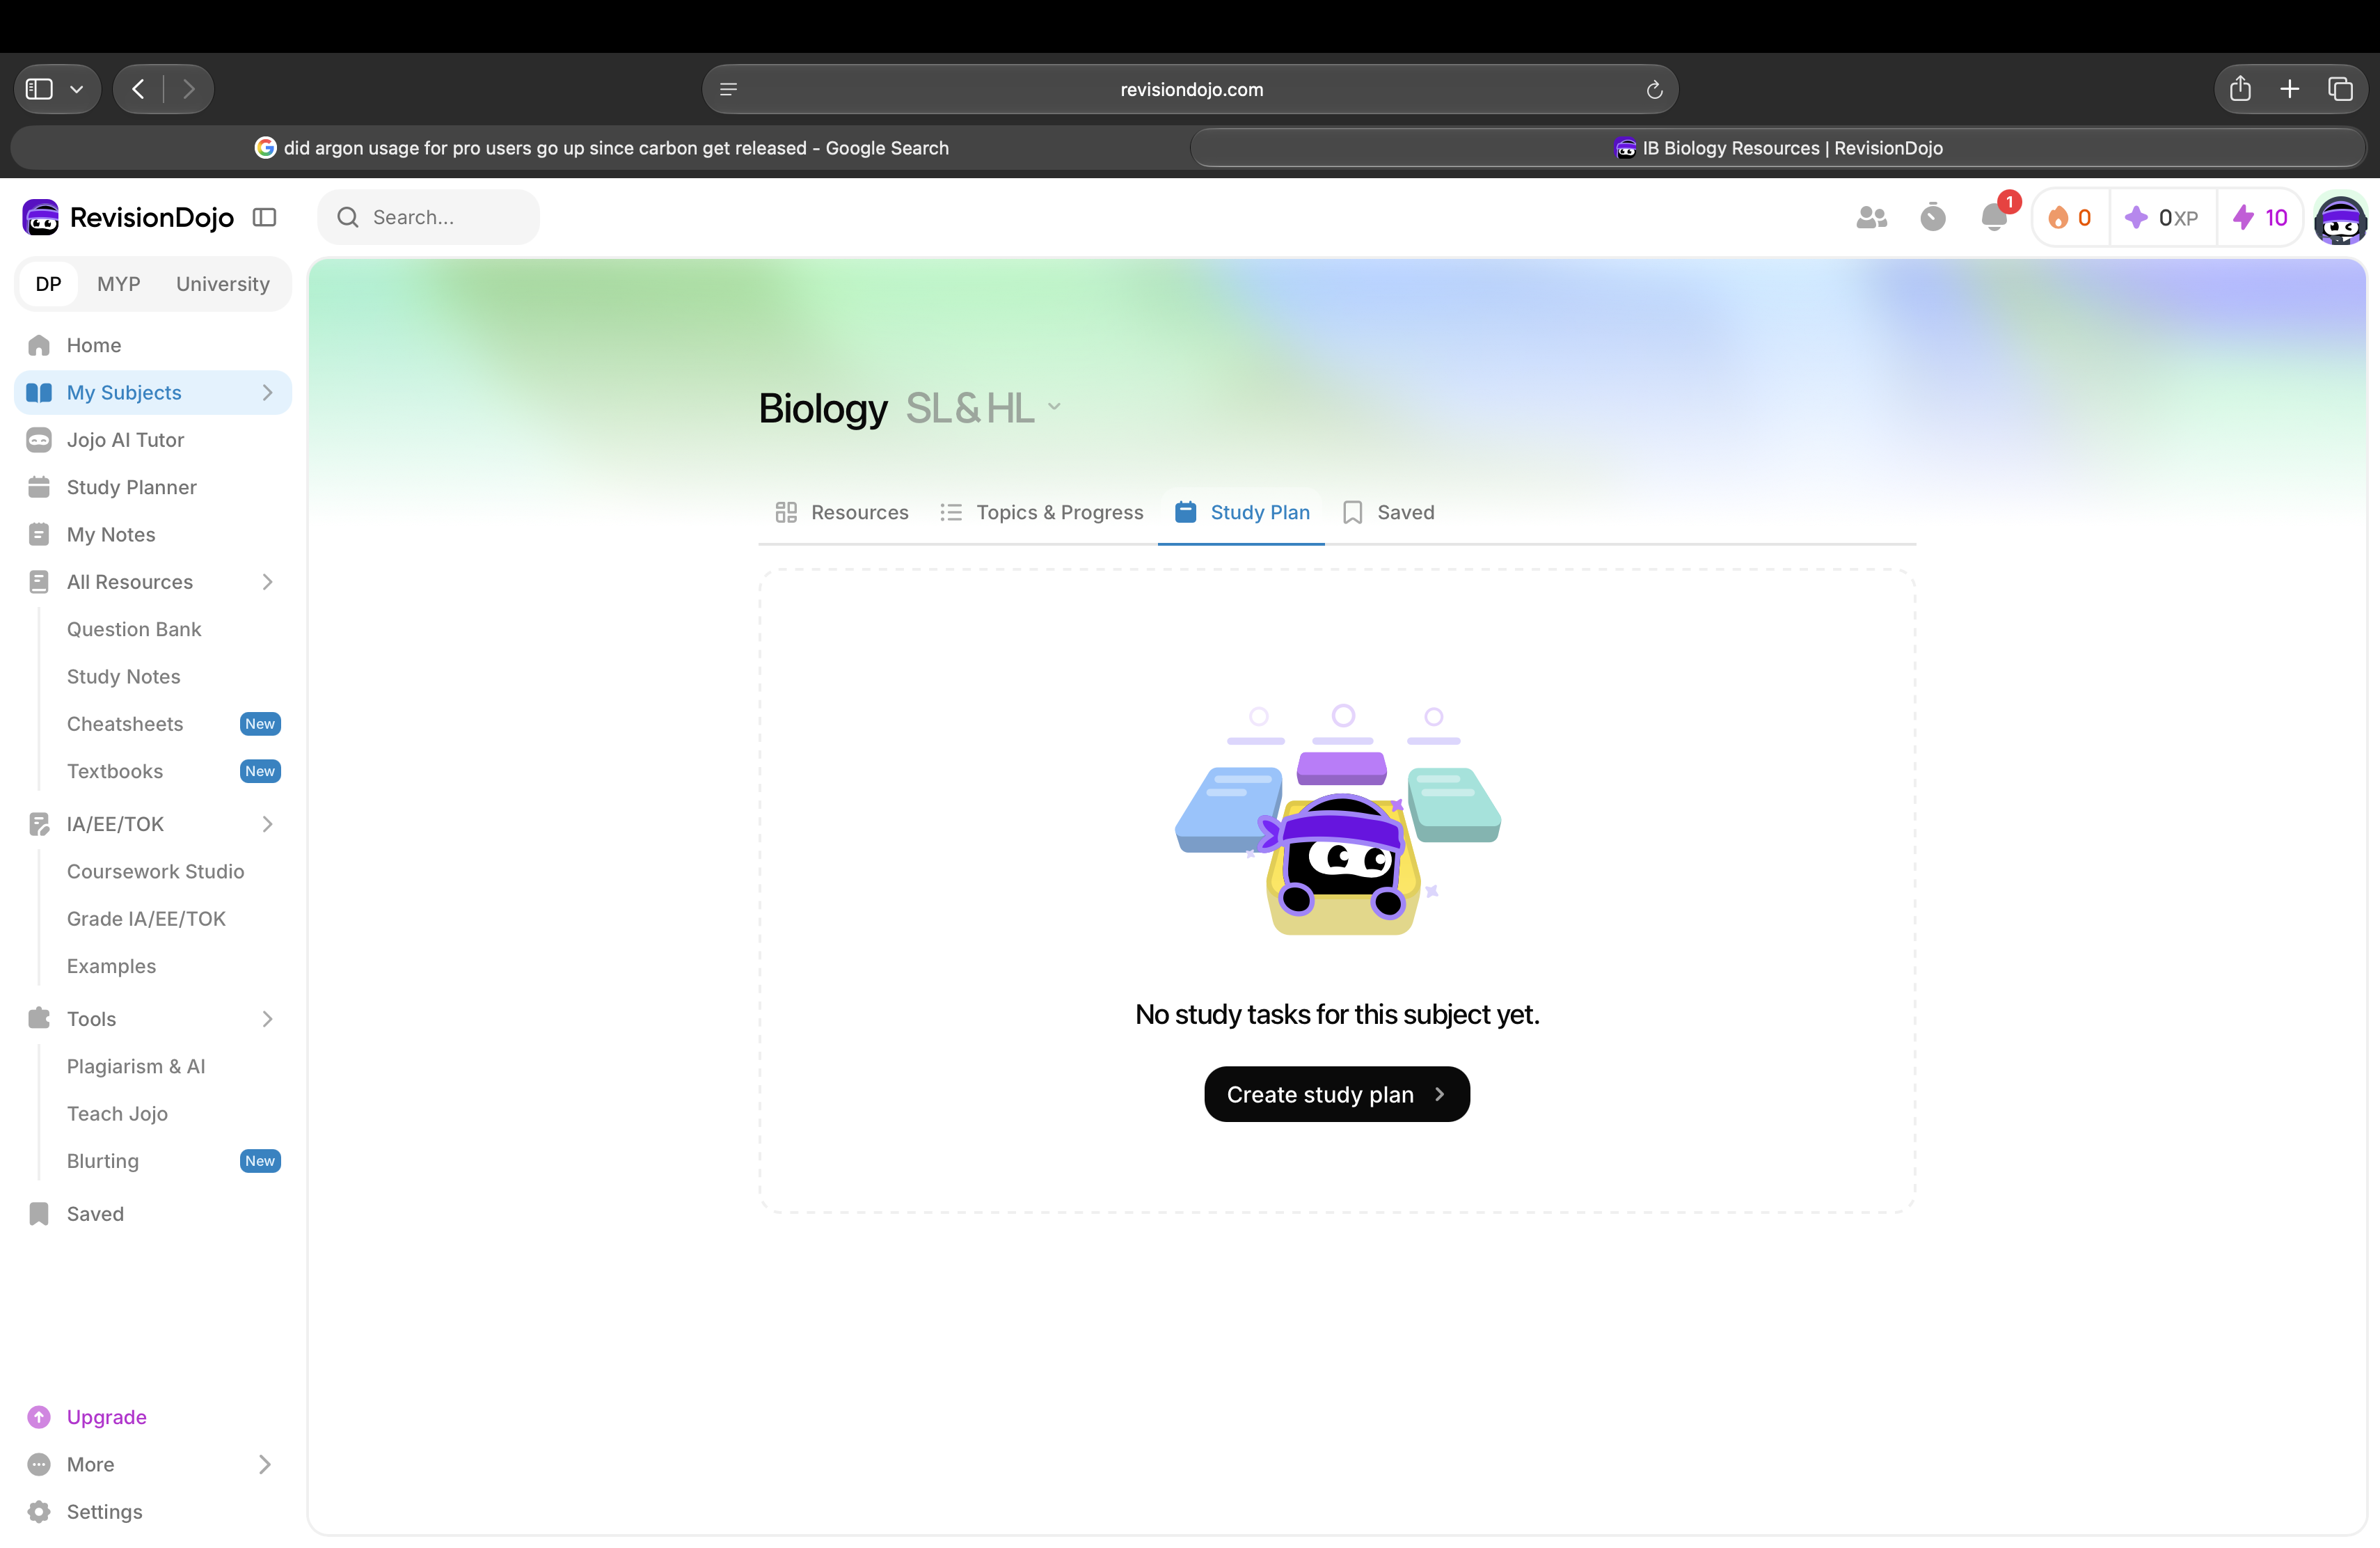 revisiondojo.com
did argon usage for pro users go up since carbon get released - Google Search
IB Biology Resources | RevisionDojo
RevisionDojo
Search...
1
0
0XP
10
DP
MYP
University
Home
My Subjects
Jojo AI Tutor
Study Planner
My Notes
All Resources
Question Bank
Study Notes
Cheatsheets New
Textbooks New
IA/EE/TOK
Coursework Studio
Grade IA/EE/TOK
Examples
Tools
Plagiarism & AI
Teach Jojo
Blurting New
Saved
Upgrade
More
Settings
Biology SL & HL
Resources
Topics & Progress
Study Plan
Saved
No study tasks for this subject yet.
Create study plan